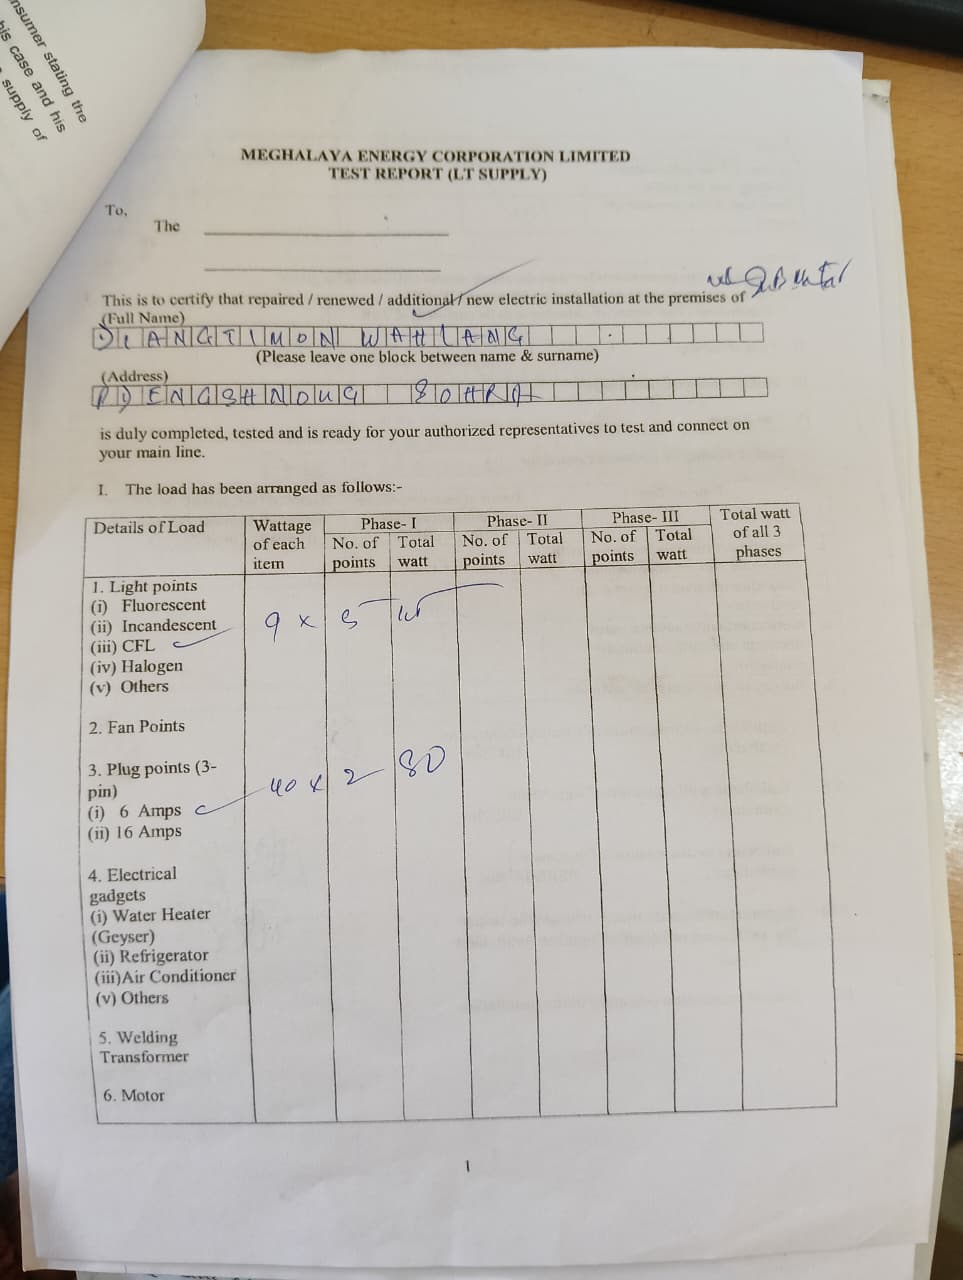 nsumer stating the
his case and his
supply of
MEGHALAYA ENERGY CORPORATION LIMITED
TEST REPORT (LT SUPPLY)
To,
The
This is to certify that repaired / renewed / additional / new electric installation at the premises of
(Full Name)
WAHLANG
(Please leave one block between name & surname)
(Address)
SOHRA
is duly completed, tested and is ready for your authorized representatives to test and connect on
your main line.
I. The load has been arranged as follows:-
Details of Load Wattage of each item Phase- I Phase- II Phase- III Total watt of all 3 phases
No. of points Total watt No. of points Total watt No. of points Total watt
1. Light points
(i) Fluorescent
(ii) Incandescent 9 x 5
(iii) CFL
(iv) Halogen
(v) Others
2. Fan Points
3. Plug points (3-
pin) 40 x 2 80
(i) 6 Amps
(ii) 16 Amps
4. Electrical
gadgets
(i) Water Heater
(Geyser)
(ii) Refrigerator
(iii)Air Conditioner
(v) Others
5. Welding
Transformer
6. Motor
1